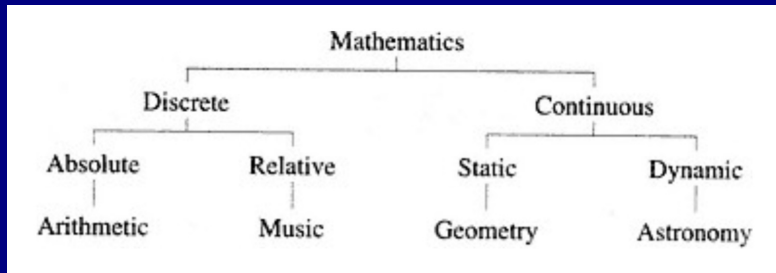 Mathematics
Discrete Continuous
Absolute Relative Static Dynamic
Arithmetic Music Geometry Astronomy